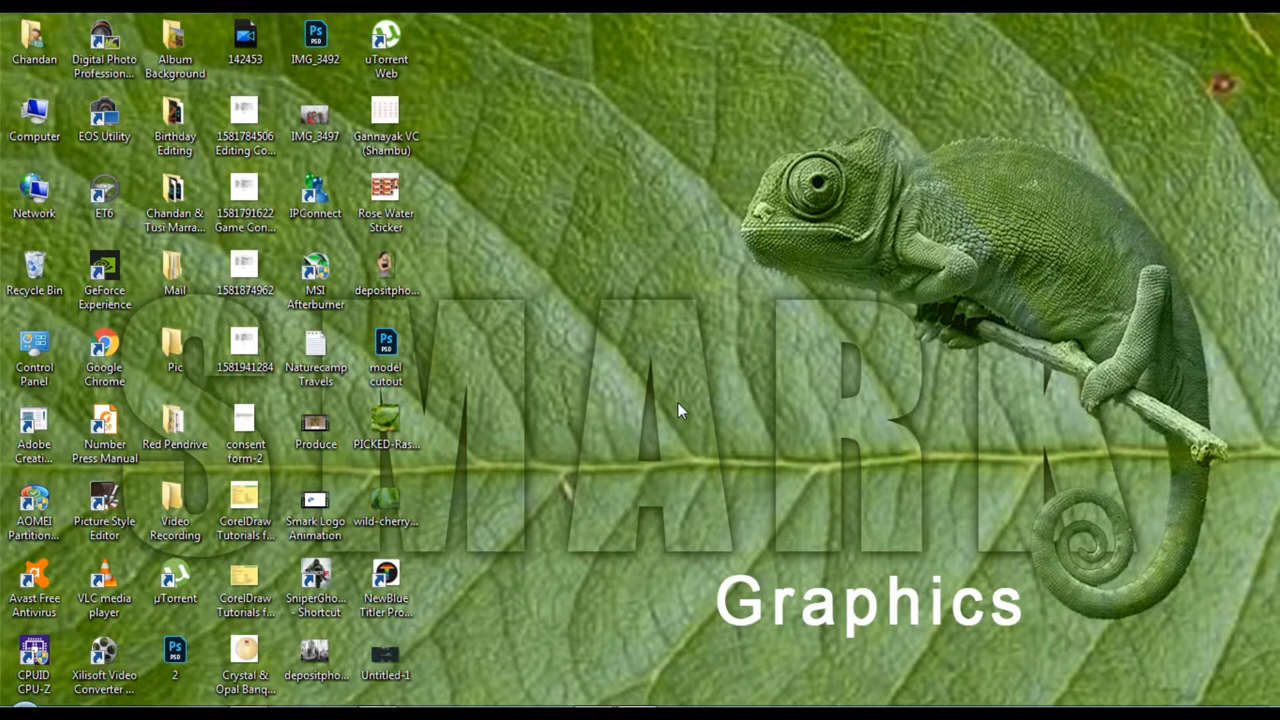 Chandan
Digital Photo
Profession...
Album
Background
142453
IMG_3492
uTorrent
Web
Computer
EOS Utility
Birthday
Editing
1581784506
Editing Co...
IMG_3497
Gannayak VC
(Shambu)
Network
ET6
Chandan &
Tusi Marra...
1581791622
Game Con...
IPConnect
Rose Water
Sticker
Recycle Bin
GeForce
Experience
Mail
1581874962
MSI
Afterburner
depositpho...
Control
Panel
Google
Chrome
Pic
1581941284
Naturecamp
Travels
model
cutout
Adobe
Creati...
Number
Press Manual
Red Pendrive
consent
form-2
Produce
PICKED-Ras...
AOMEI
Partition...
Picture Style
Editor
Video
Recording
CorelDraw
Tutorials f...
Smark Logo
Animation
wild-cherry...
Avast Free
Antivirus
VLC media
player
µTorrent
CorelDraw
Tutorials f...
SniperGho...
- Shortcut
NewBlue
Titler Pro...
CPUID
CPU-Z
Xilisoft Video
Converter ...
2
Crystal &
Opal Banq...
depositpho...
Untitled-1
SMARK
Graphics